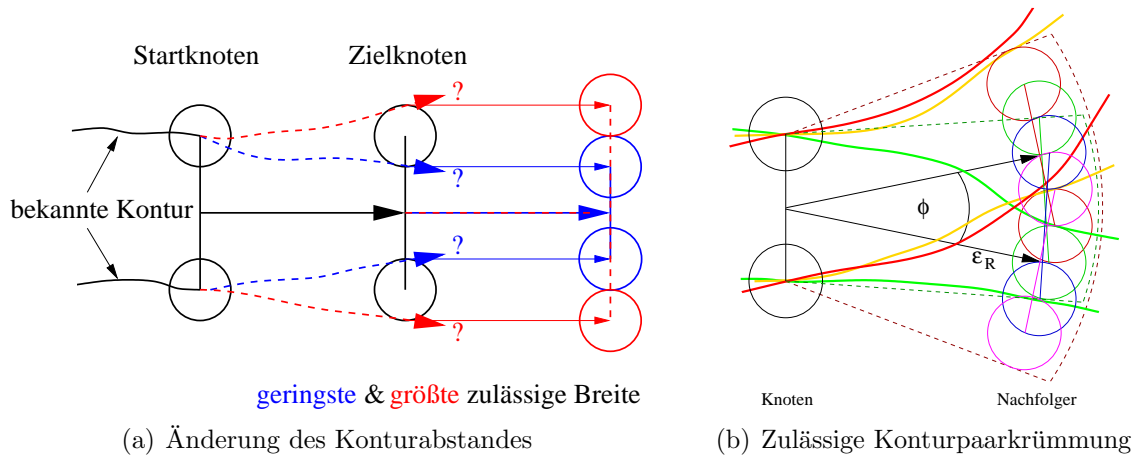 Startknoten
Zielknoten
?
?
bekannte Kontur
?
?
geringste & größte zulässige Breite
(a) Änderung des Konturabstandes
ϕ
ε_R
Knoten
Nachfolger
(b) Zulässige Konturpaarkrümmung